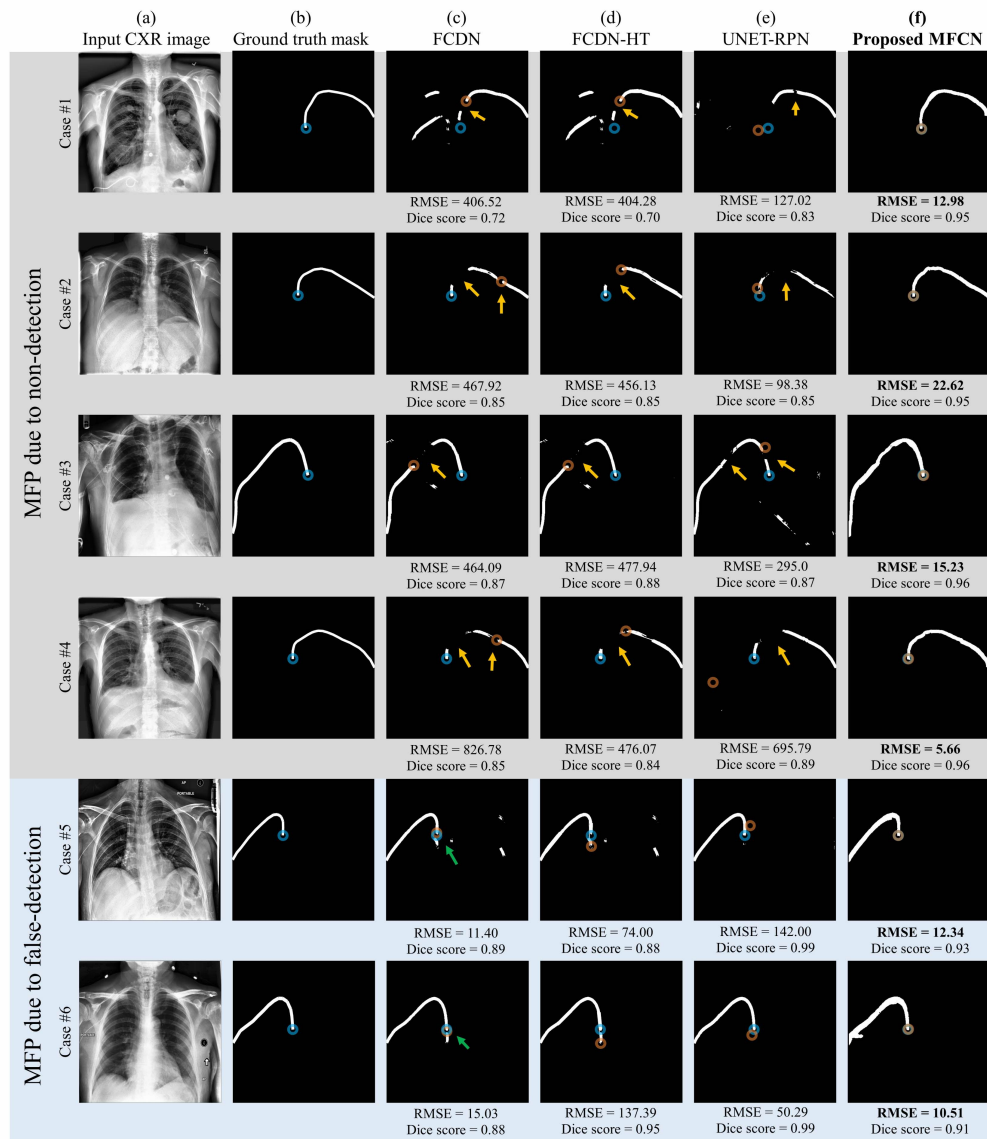 (a) (b) (c) (d) (e) (f)
Input CXR image Ground truth mask FCDN FCDN-HT UNET-RPN Proposed MFCN
MFP due to non-detection
Case #1
RMSE = 406.52 RMSE = 404.28 RMSE = 127.02 RMSE = 12.98
Dice score = 0.72 Dice score = 0.70 Dice score = 0.83 Dice score = 0.95
Case #2
RMSE = 467.92 RMSE = 456.13 RMSE = 98.38 RMSE = 22.62
Dice score = 0.85 Dice score = 0.85 Dice score = 0.85 Dice score = 0.95
Case #3
RMSE = 464.09 RMSE = 477.94 RMSE = 295.0 RMSE = 15.23
Dice score = 0.87 Dice score = 0.88 Dice score = 0.87 Dice score = 0.96
Case #4
RMSE = 826.78 RMSE = 476.07 RMSE = 695.79 RMSE = 5.66
Dice score = 0.85 Dice score = 0.84 Dice score = 0.89 Dice score = 0.96
MFP due to false-detection
Case #5
AP
PORTABLE
RMSE = 11.40 RMSE = 74.00 RMSE = 142.00 RMSE = 12.34
Dice score = 0.89 Dice score = 0.88 Dice score = 0.99 Dice score = 0.93
Case #6
RMSE = 15.03 RMSE = 137.39 RMSE = 50.29 RMSE = 10.51
Dice score = 0.88 Dice score = 0.95 Dice score = 0.99 Dice score = 0.91